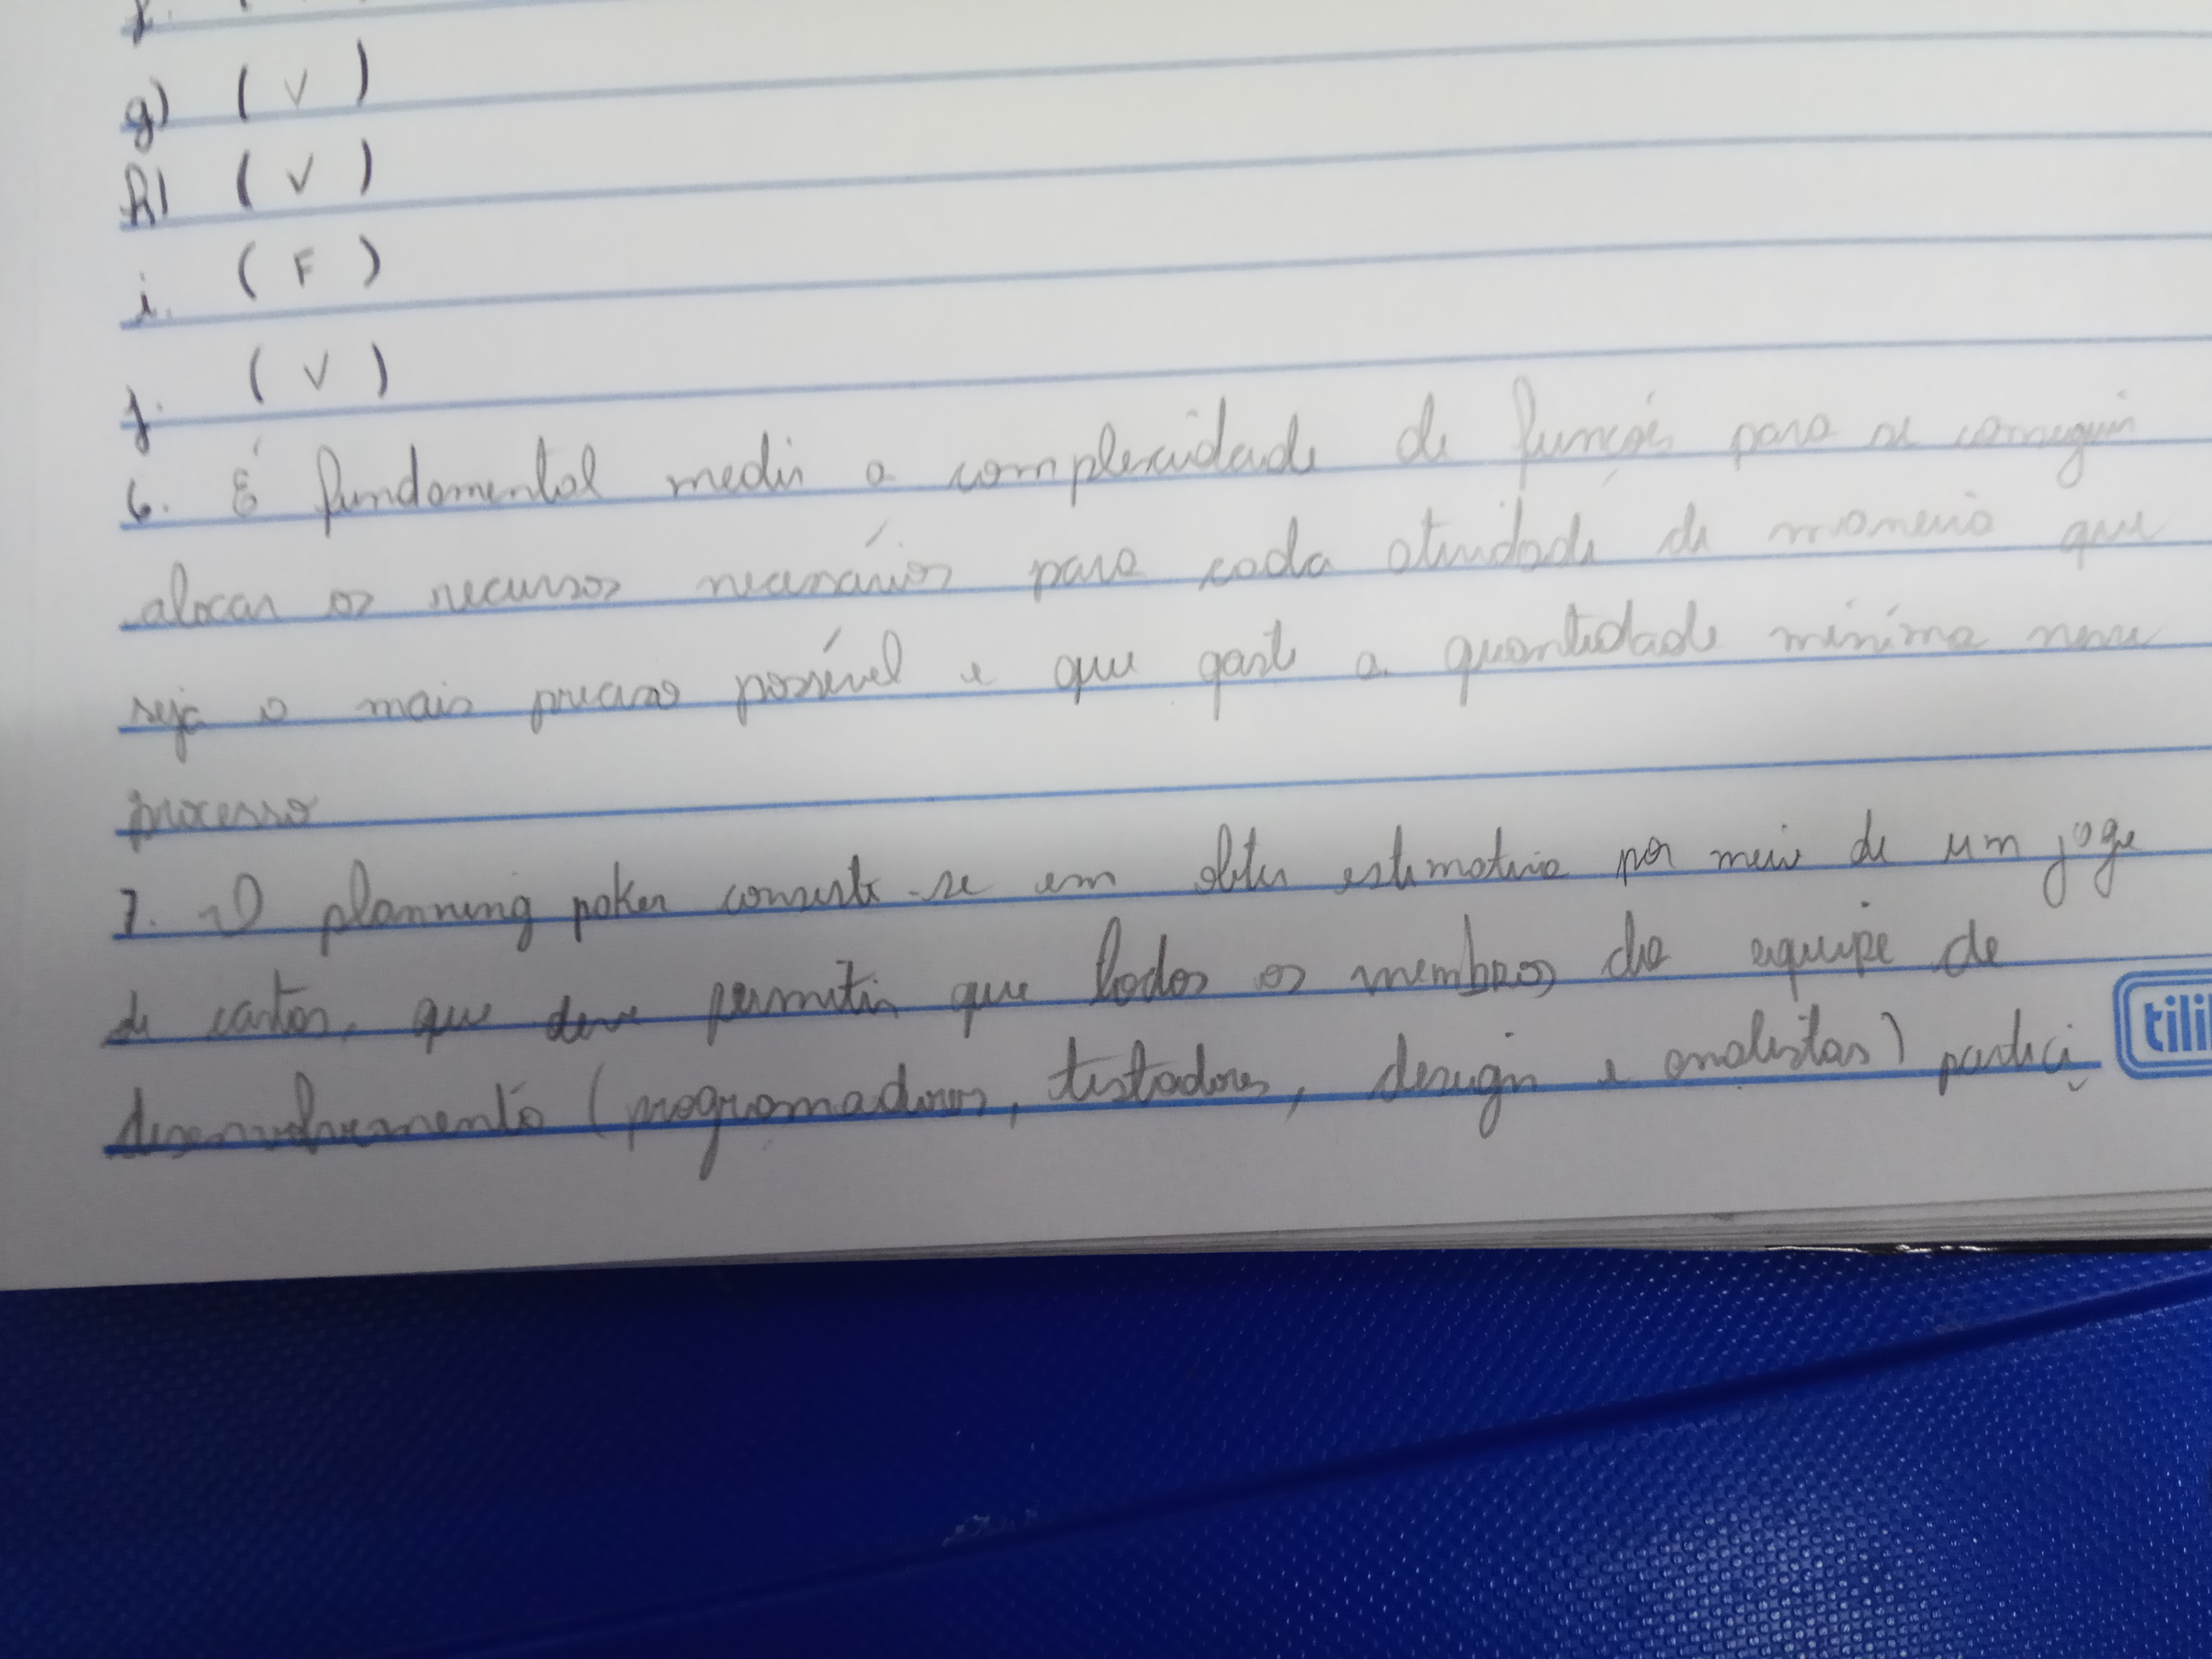 g) ( V )
h) ( V )
i. ( F )
j. ( V )
6. É fundamental medir a complexidade de funções para se conseguir
alocar os recursos necessários para cada atividade de maneira que
seja o mais preciso possível e que gaste a quantidade mínima nesse
processo
7. O planning poker consiste-se em obter estimativa por meio de um jogo
de cartas, que deve permitir que todos os membros da equipe de
desenvolvimento (programadores, testadores, design e analistas) partici
tili